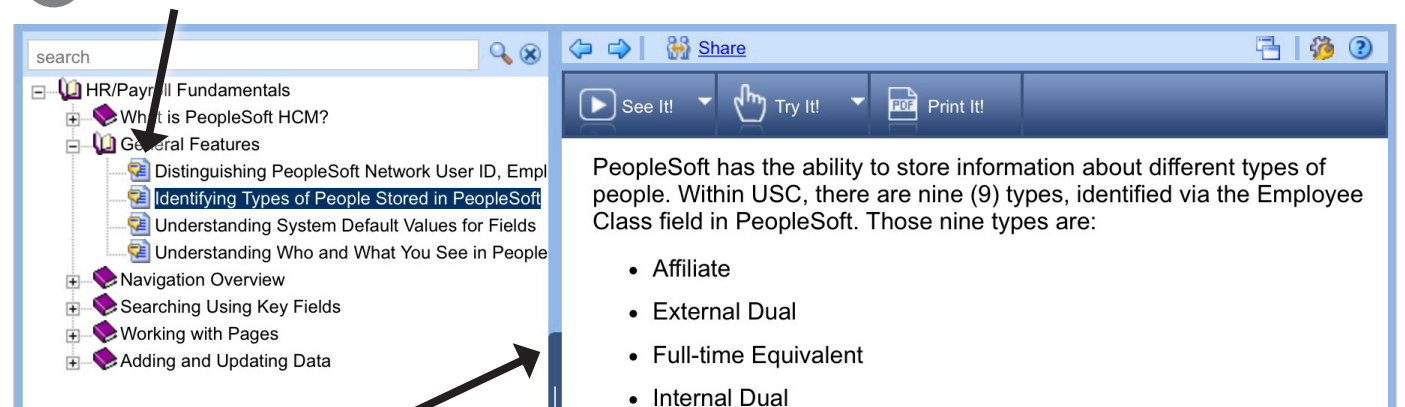 search
Share
HR/Payroll Fundamentals
What is PeopleSoft HCM?
General Features
Distinguishing PeopleSoft Network User ID, Empl
Identifying Types of People Stored in PeopleSoft
Understanding System Default Values for Fields
Understanding Who and What You See in People
Navigation Overview
Searching Using Key Fields
Working with Pages
Adding and Updating Data
See It!
Try It!
PDF
Print It!
PeopleSoft has the ability to store information about different types of
people. Within USC, there are nine (9) types, identified via the Employee
Class field in PeopleSoft. Those nine types are:
• Affiliate
• External Dual
• Full-time Equivalent
• Internal Dual